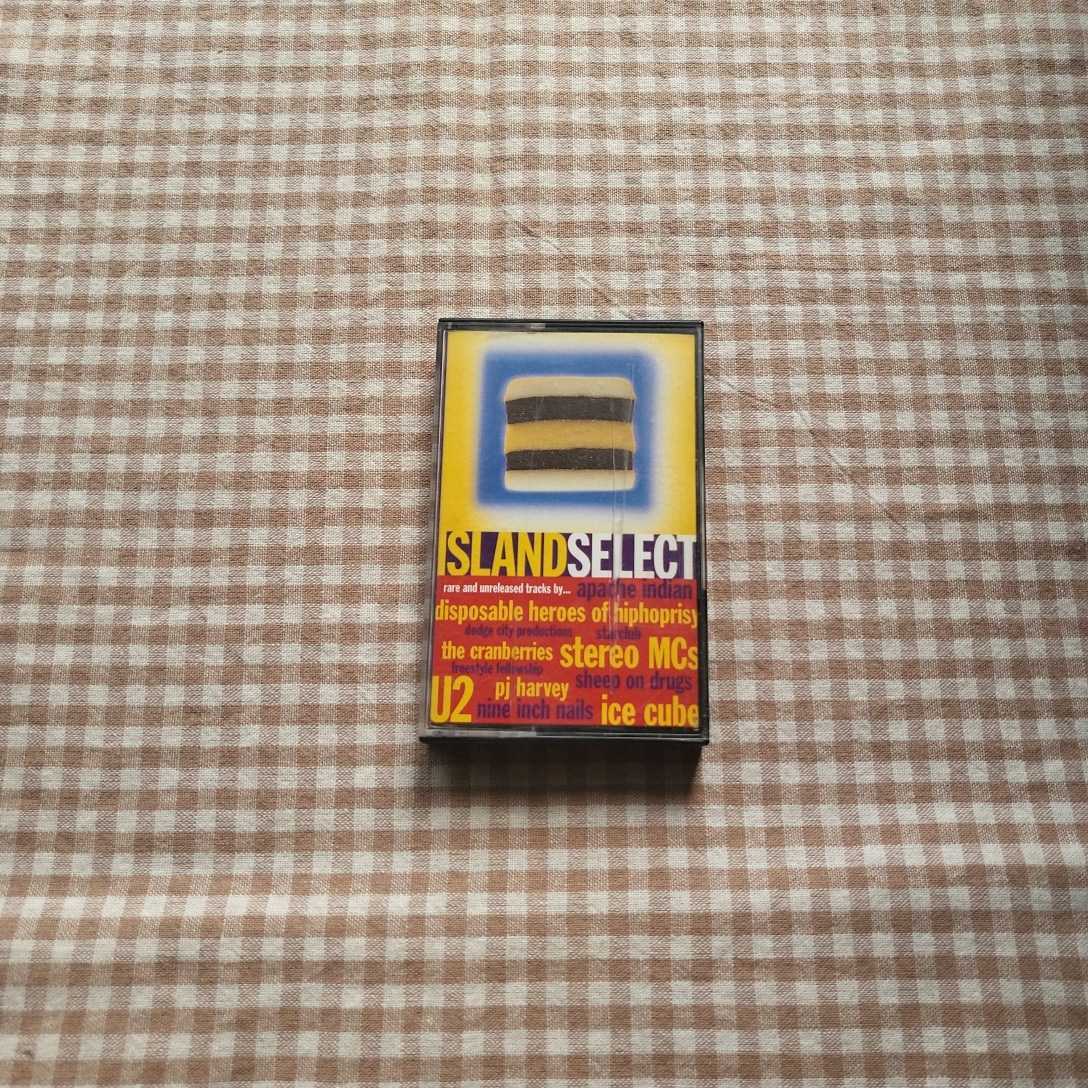 ISLANDSELECT
rare and unreleased tracks by... apache indian
disposable heroes of hiphoprisy
dodge city productions starclub
the cranberries stereo MCs
freestyle fellowship
U2 pj harvey sheep on drugs
nine inch nails ice cube